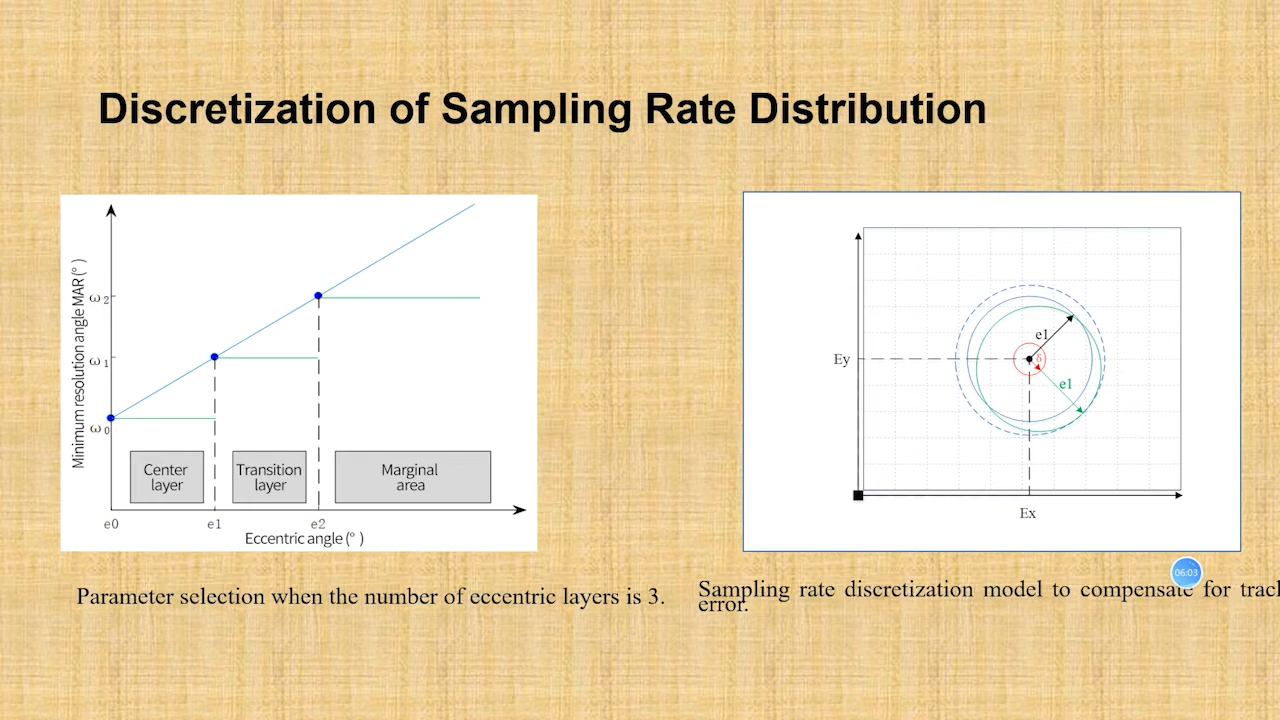 Discretization of Sampling Rate Distribution
Minimum resolution angle MAR(°)
ω2
ω1
ω0
Center
layer
Transition
layer
Marginal
area
e0
e1
e2
Eccentric angle(°)
Parameter selection when the number of eccentric layers is 3.
e1
δ
e1
Ey
Ex
06:03
Sampling rate discretization model to compensate for
error.